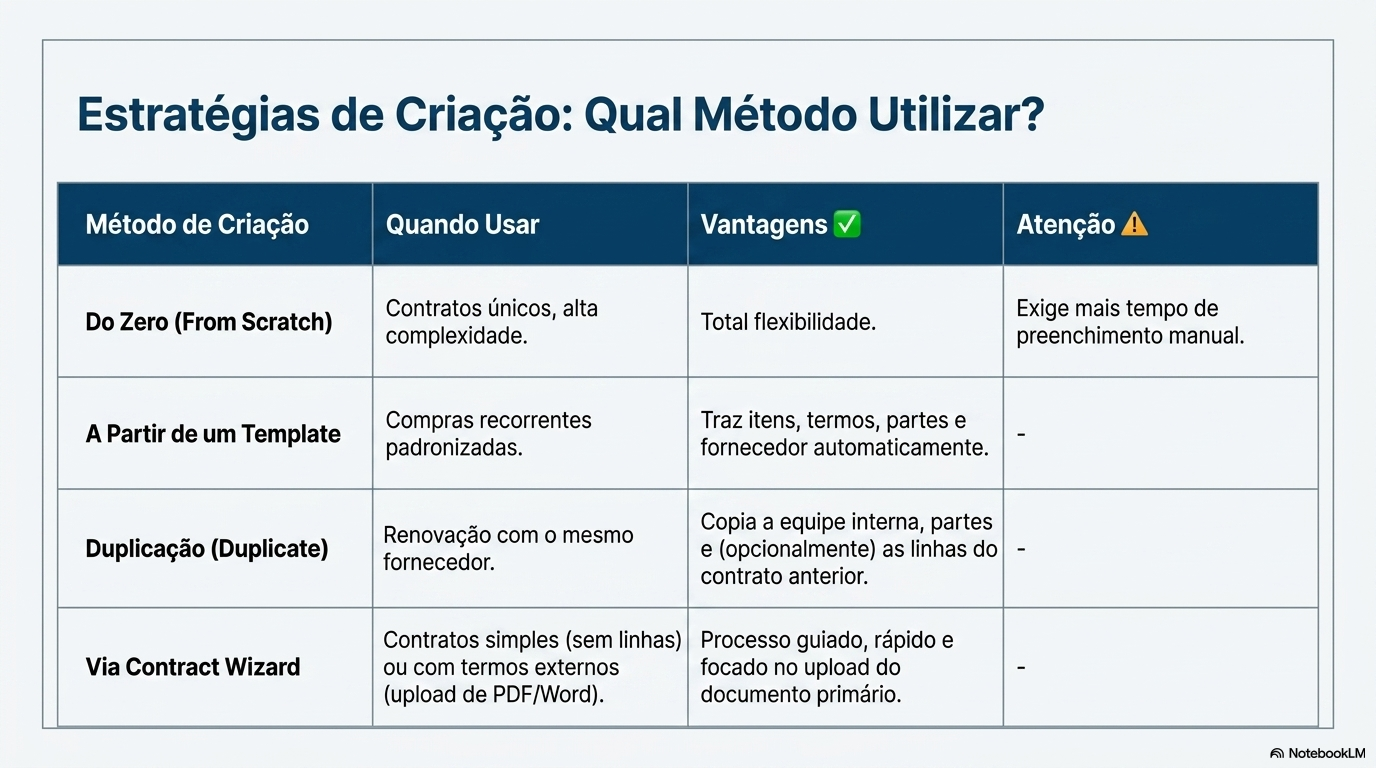 Estratégias de Criação: Qual Método Utilizar?
Método de Criação
Quando Usar
Vantagens ✅
Atenção ⚠️
Do Zero (From Scratch)
Contratos únicos, alta
complexidade.
Total flexibilidade.
Exige mais tempo de
preenchimento manual.
A Partir de um Template
Compras recorrentes
padronizadas.
Traz itens, termos, partes e
fornecedor automaticamente.
-
Duplicação (Duplicate)
Renovação com o mesmo
fornecedor.
Copia a equipe interna, partes
e (opcionalmente) as linhas do
contrato anterior.
-
Via Contract Wizard
Contratos simples (sem linhas)
ou com termos externos
(upload de PDF/Word).
Processo guiado, rápido e
focado no upload do
documento primário.
-
NotebookLM